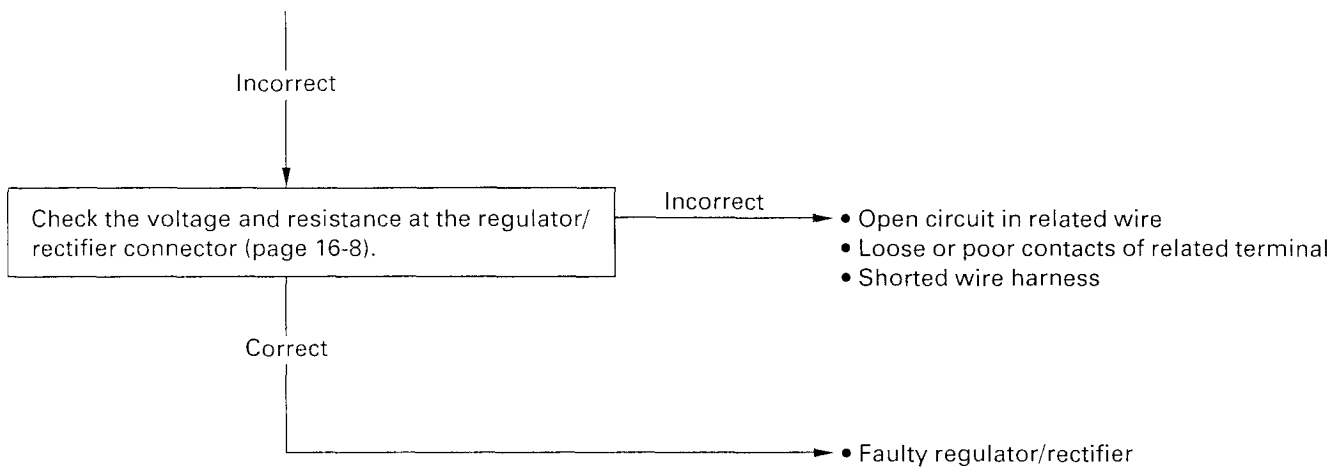 Incorrect
Check the voltage and resistance at the regulator/
rectifier connector (page 16-8).
Incorrect
• Open circuit in related wire
• Loose or poor contacts of related terminal
• Shorted wire harness
Correct
• Faulty regulator/rectifier